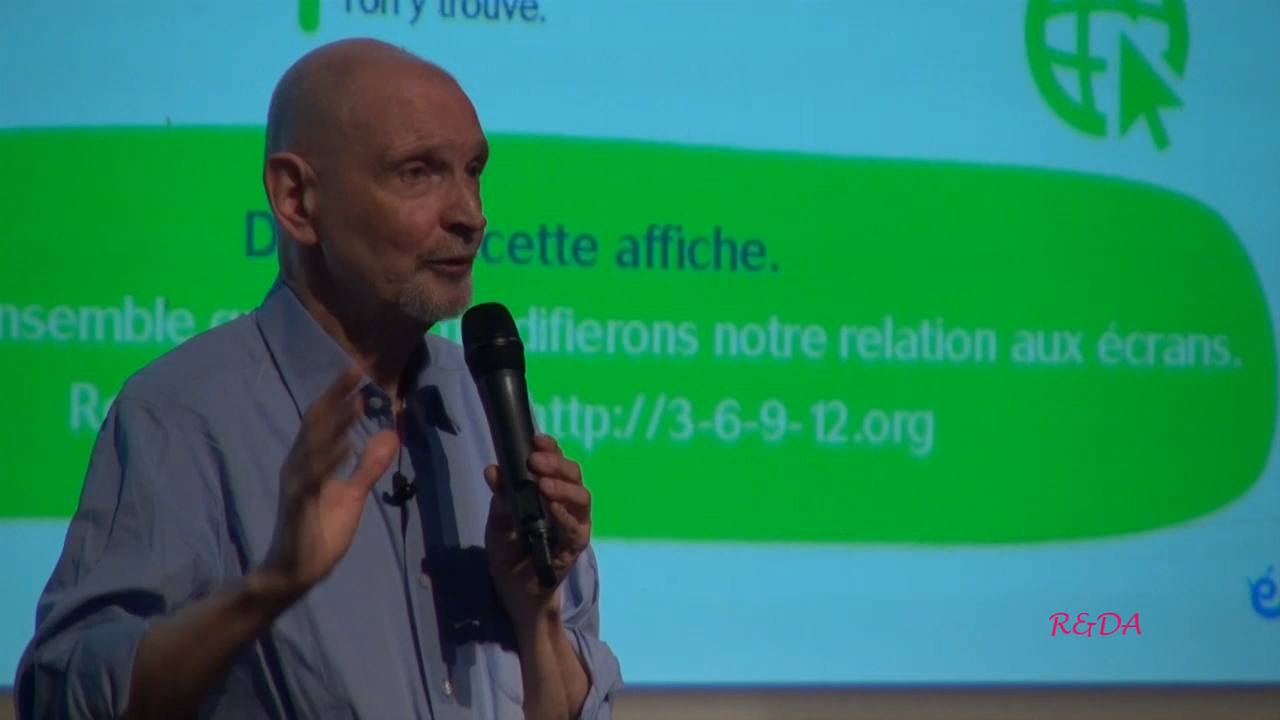 l'on y trouve.
cette affiche.
nsemble difierons notre relation aux écrans.
http://3-6-9-12.org
R&DA